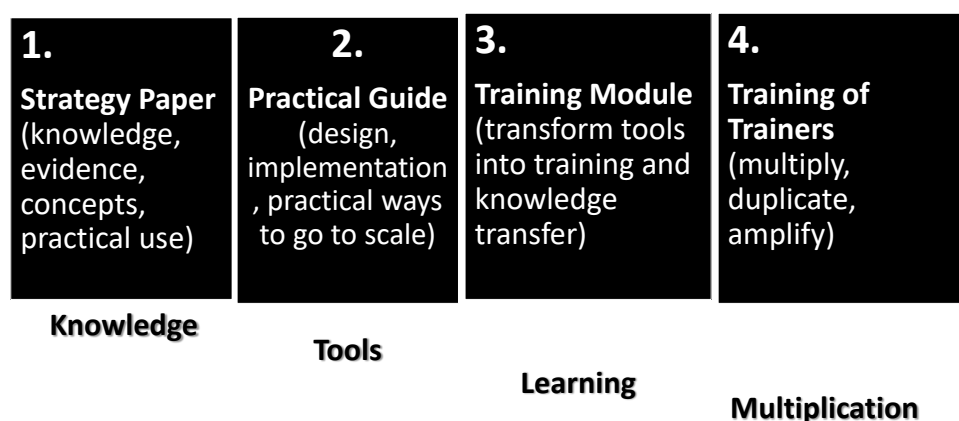 1.
Strategy Paper
(knowledge,
evidence,
concepts,
practical use)
2.
Practical Guide
(design,
implementation
, practical ways
to go to scale)
3.
Training Module
(transform tools
into training and
knowledge
transfer)
4.
Training of
Trainers
(multiply,
duplicate,
amplify)
Knowledge
Tools
Learning
Multiplication